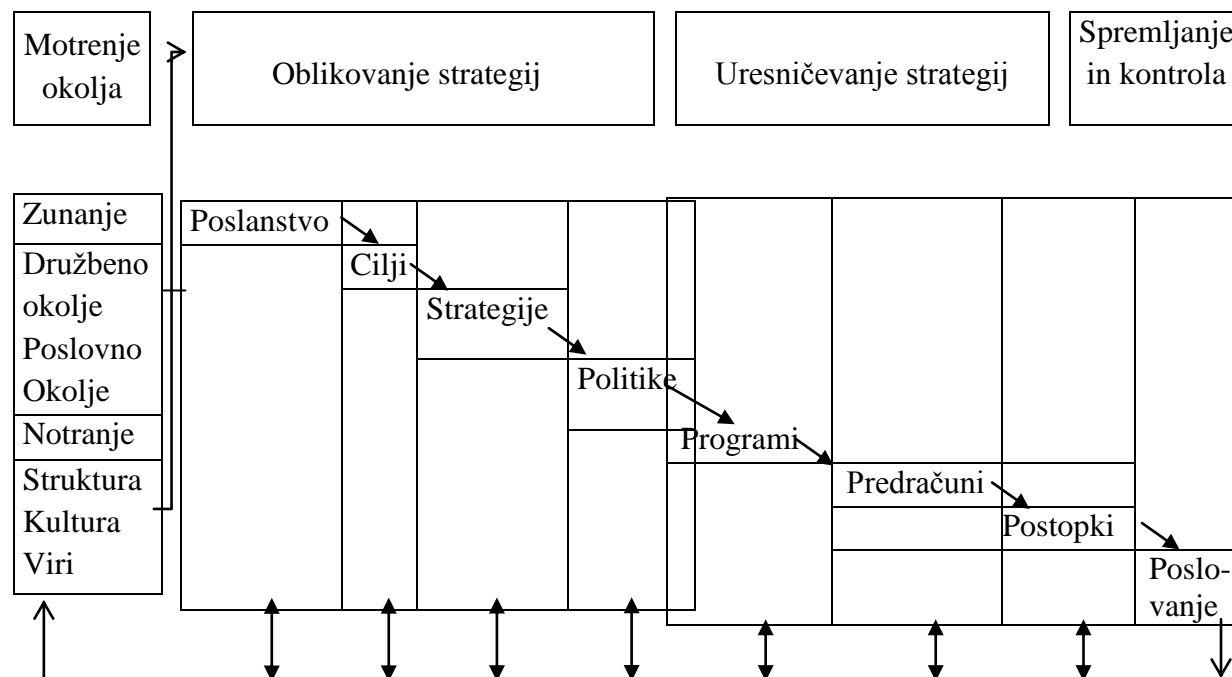 Motrenje
okolja
Oblikovanje strategij
Uresničevanje strategij
Spremljanje
in kontrola
Zunanje
Družbeno
okolje
Poslovno
Okolje
Notranje
Struktura
Kultura
Viri
Poslanstvo
Cilji
Strategije
Politike
Programi
Predračuni
Postopki
Poslo-
vanje